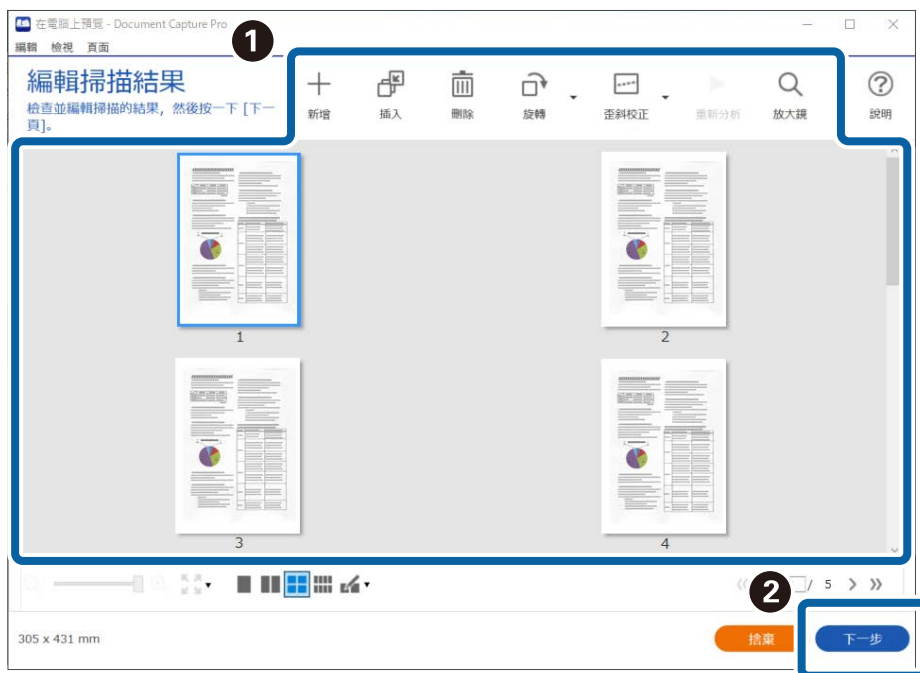 在電腦上預覽 - Document Capture Pro
編輯 檢視 頁面
1
編輯掃描結果
檢查並編輯掃描的結果，然後按一下 [下一
頁]。
新增 插入 刪除 旋轉 歪斜校正 重新分析 放大鏡 說明
1 2
3 4
/ 5
2
305 x 431 mm
捨棄 下一步